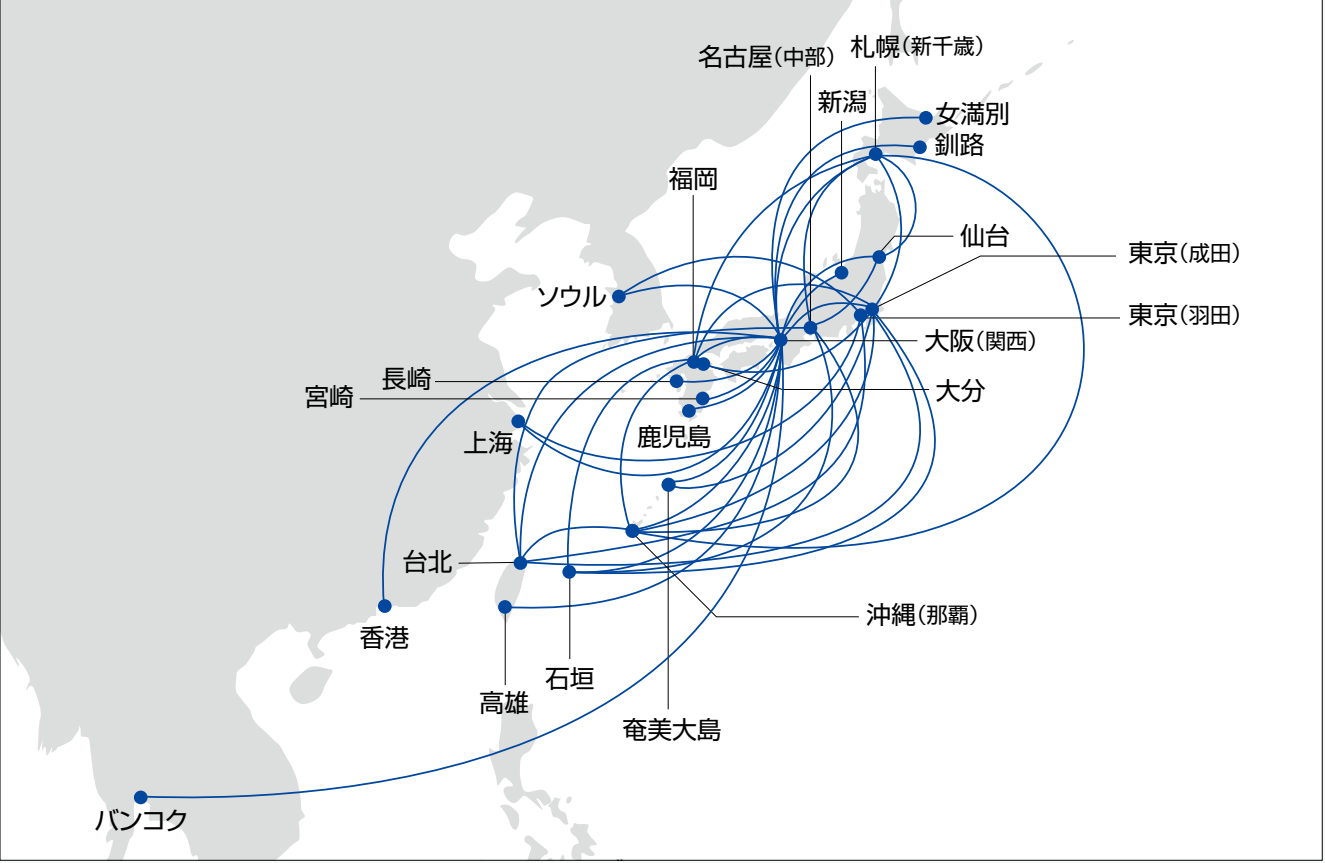 札幌(新千歳)
名古屋(中部)
新潟
女満別
釧路
福岡
仙台
東京(成田)
ソウル
東京(羽田)
大阪(関西)
長崎
大分
宮崎
鹿児島
上海
台北
沖縄(那覇)
香港
石垣
高雄
奄美大島
バンコク